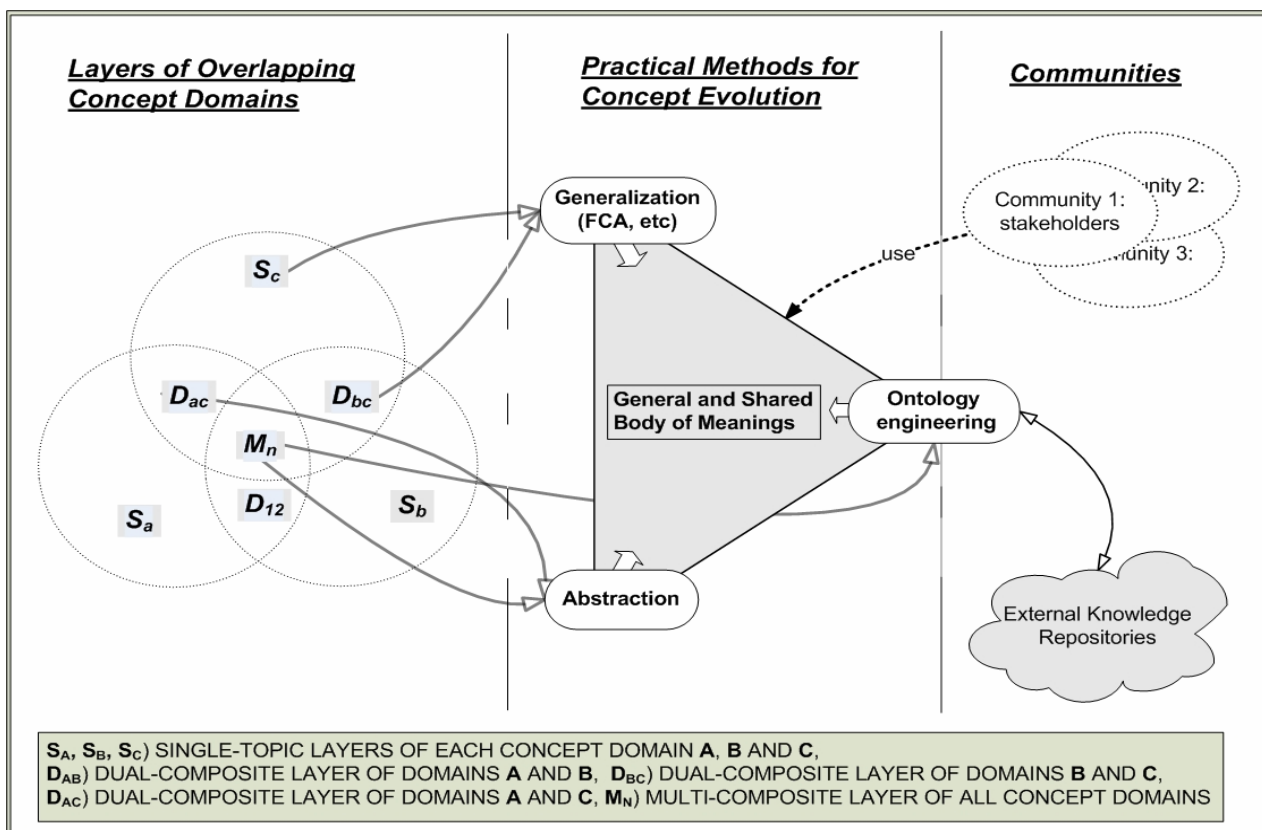 Layers of Overlapping
Concept Domains
Practical Methods for
Concept Evolution
Communities
Generalization
(FCA, etc)
Community 1:
stakeholders
unity 2:
unity 3:
use
Sc
Dac
Dbc
Mn
D12
Sa
Sb
General and Shared
Body of Meanings
Ontology
engineering
Abstraction
External Knowledge
Repositories
SA, SB, SC) SINGLE-TOPIC LAYERS OF EACH CONCEPT DOMAIN A, B AND C,
DAB) DUAL-COMPOSITE LAYER OF DOMAINS A AND B, DBC) DUAL-COMPOSITE LAYER OF DOMAINS B AND C,
DAC) DUAL-COMPOSITE LAYER OF DOMAINS A AND C, MN) MULTI-COMPOSITE LAYER OF ALL CONCEPT DOMAINS